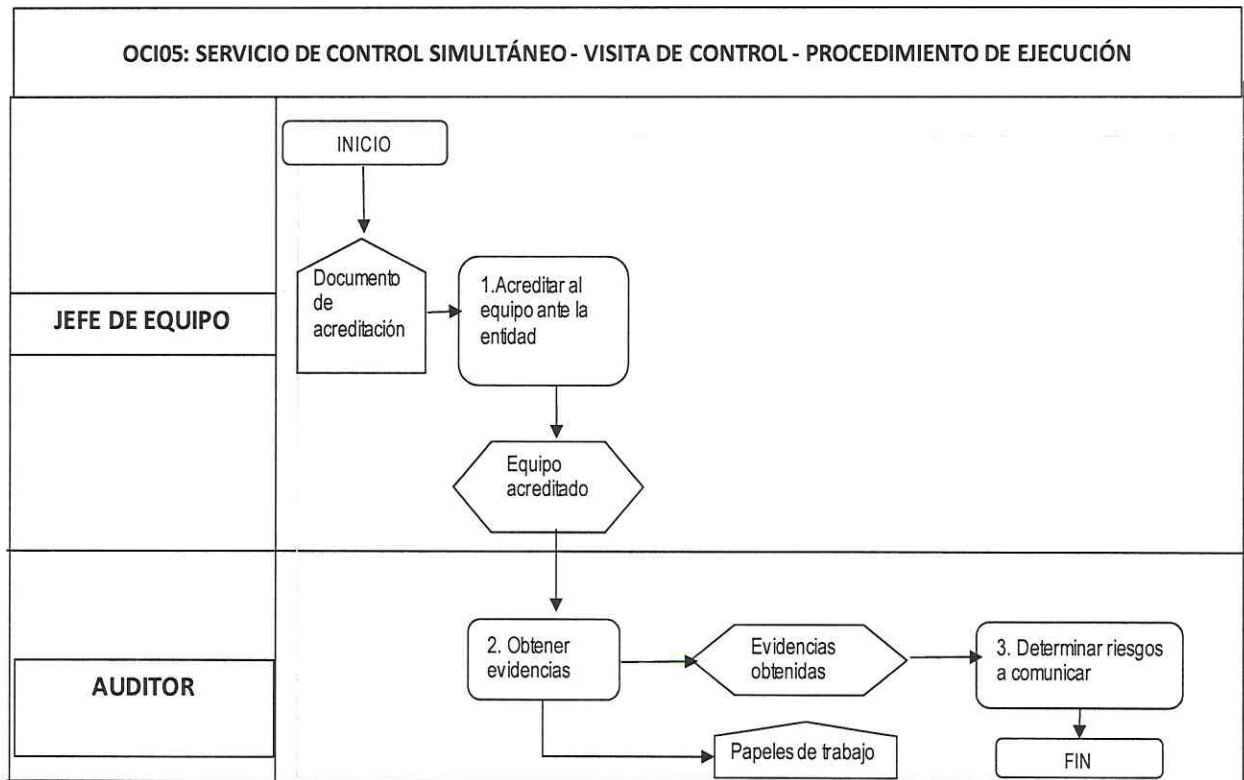 OCI05: SERVICIO DE CONTROL SIMULTÁNEO - VISITA DE CONTROL - PROCEDIMIENTO DE EJECUCIÓN
INICIO
Documento
de
acreditación
1.Acreditar al
equipo ante la
entidad
JEFE DE EQUIPO
Equipo
acreditado
2. Obtener
evidencias
Evidencias
obtenidas
3. Determinar riesgos
a comunicar
AUDITOR
Papeles de trabajo
FIN